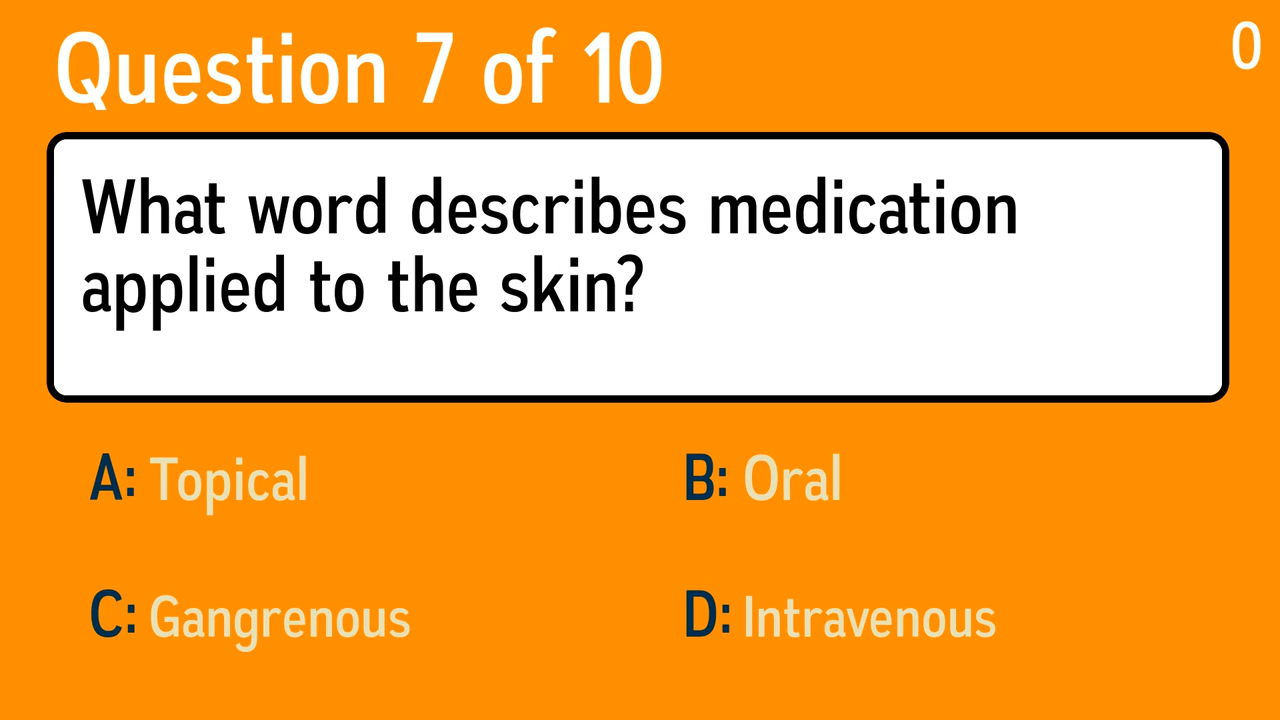 Question 7 of 10
0
What word describes medication
applied to the skin?
A: Topical
B: Oral
C: Gangrenous
D: Intravenous